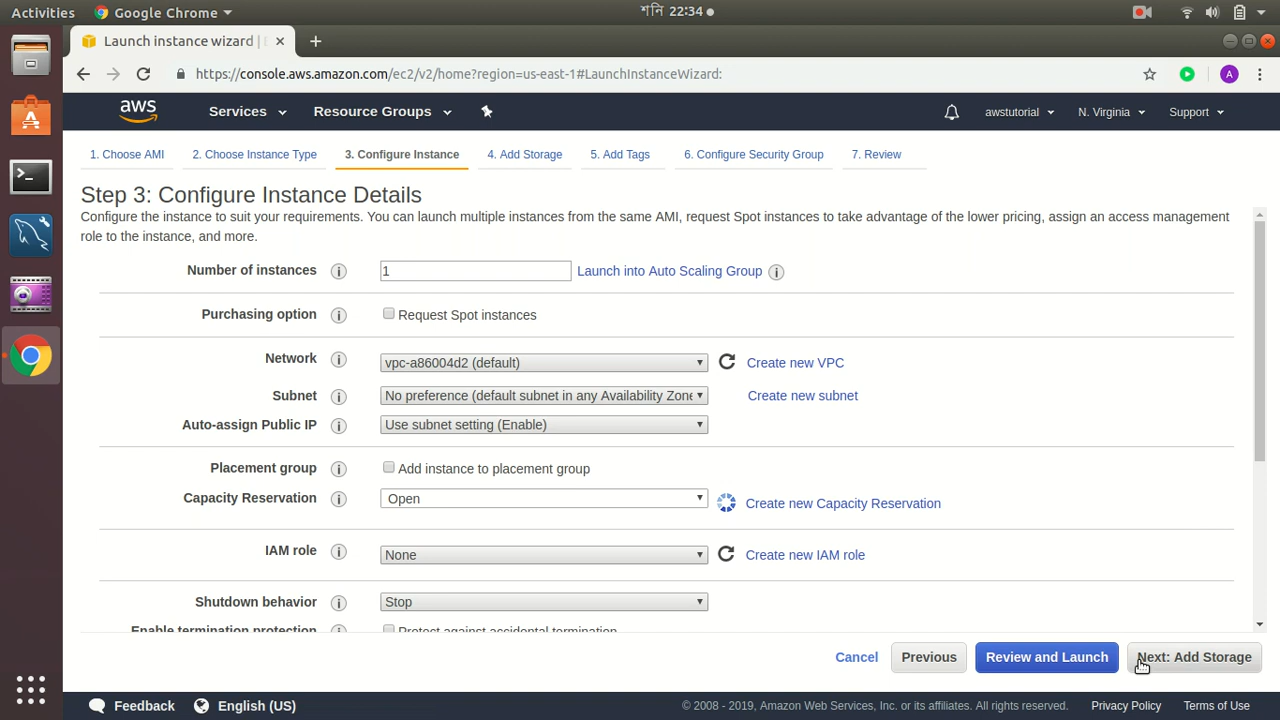 Activities Google Chrome শনি 22:34
Launch instance wizard |
https://console.aws.amazon.com/ec2/v2/home?region=us-east-1#LaunchInstanceWizard: A
aws Services Resource Groups awstutorial N. Virginia Support
1. Choose AMI 2. Choose Instance Type 3. Configure Instance 4. Add Storage 5. Add Tags 6. Configure Security Group 7. Review
Step 3: Configure Instance Details
Configure the instance to suit your requirements. You can launch multiple instances from the same AMI, request Spot instances to take advantage of the lower pricing, assign an access management
role to the instance, and more.
Number of instances 1 Launch into Auto Scaling Group
Purchasing option Request Spot instances
Network vpc-a86004d2 (default) Create new VPC
Subnet No preference (default subnet in any Availability Zone Create new subnet
Auto-assign Public IP Use subnet setting (Enable)
Placement group Add instance to placement group
Capacity Reservation Open Create new Capacity Reservation
IAM role None Create new IAM role
Shutdown behavior Stop
Enable termination protection Protect against accidental termination
Cancel Previous Review and Launch Next: Add Storage
Feedback English (US) © 2008 - 2019, Amazon Web Services, Inc. or its affiliates. All rights reserved. Privacy Policy Terms of Use